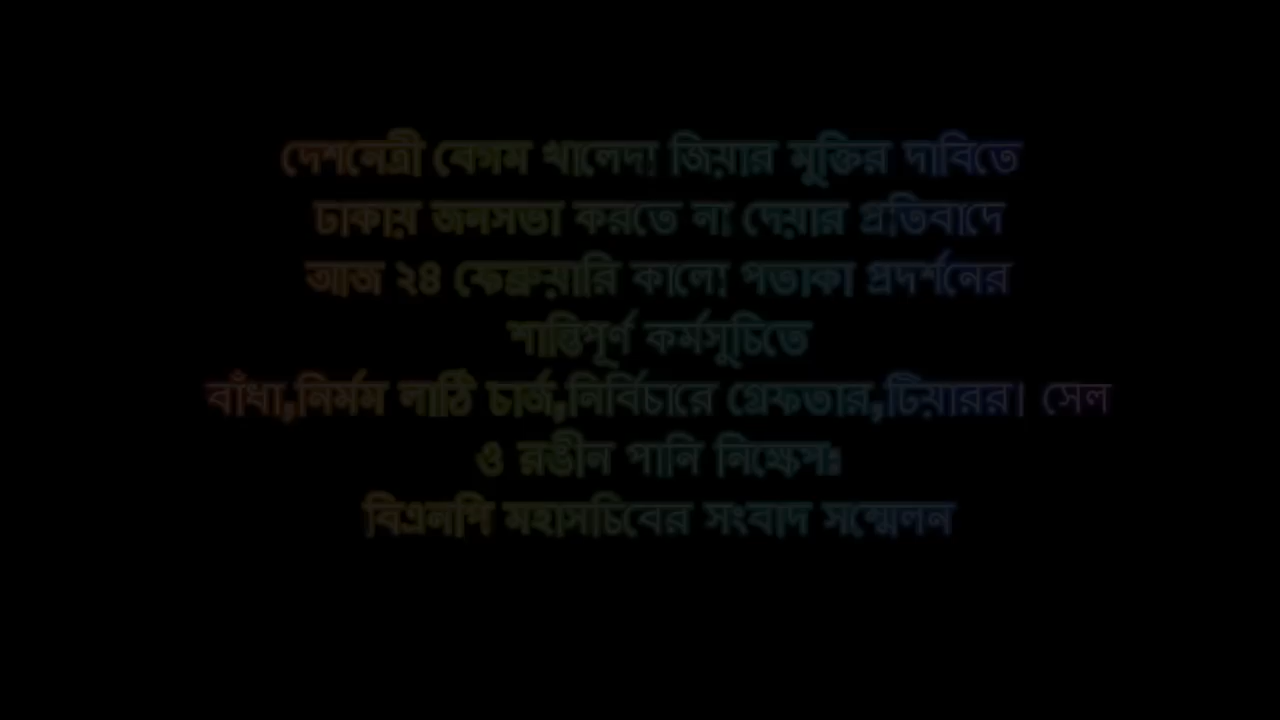 দেশনেত্রী বেগম খালেদা জিয়ার মুক্তির দাবিতে
ঢাকায় জনসভা করতে না দেয়ার প্রতিবাদে
আজ ২৪ ফেব্রুয়ারি কালো পতাকা প্রদর্শনের
শান্তিপূর্ণ কর্মসুচিতে
বাঁধা,নির্মম লাঠি চার্জ,নির্বিচারে গ্রেফতার,টিয়ারর। সেল
ও রঙীন পানি নিক্ষেপঃ
বিএনপি মহাসচিবের সংবাদ সম্মেলন